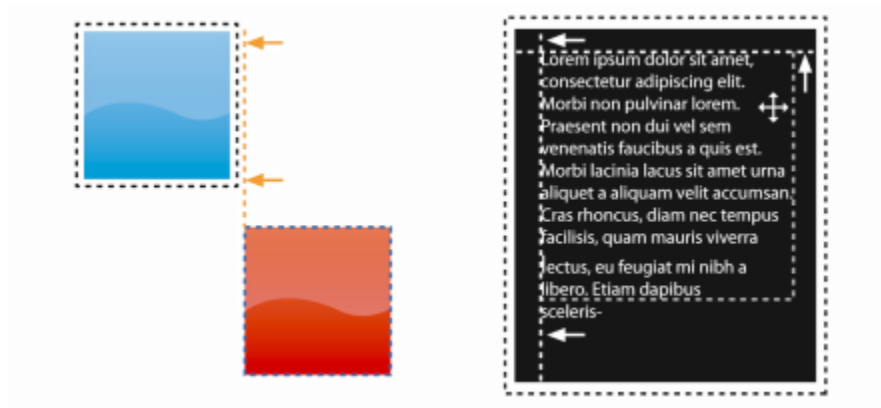 Lorem ipsum dolor sit amet,
consectetur adipiscing elit.
Morbi non pulvinar lorem.
Praesent non dui vel sem
venenatis faucibus a quis est.
Morbi lacinia lacus sit amet urna
aliquet a aliquam velit accumsan.
Cras rhoncus, diam nec tempus
facilisis, quam mauris viverra
lectus, eu feugiat mi nibh a
libero. Etiam dapibus
sceleris-